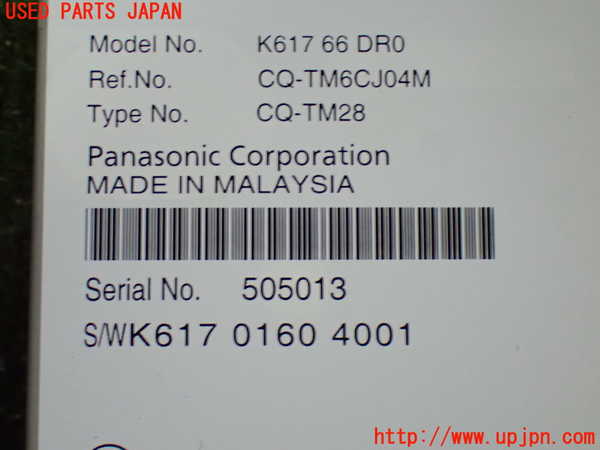 USED PARTS JAPAN
Model No. K617 66 DR0
Ref.No. CQ-TM6CJ04M
Type No. CQ-TM28
Panasonic Corporation
MADE IN MALAYSIA
Serial No. 505013
S/WK617 0160 4001
http://www.upjpn.com/